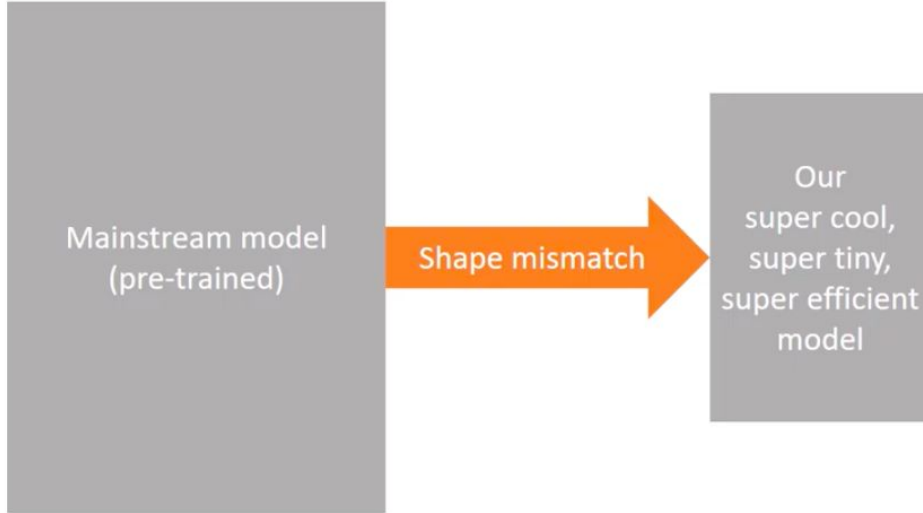 Mainstream model
(pre-trained)
Shape mismatch
Our
super cool,
super tiny,
super efficient
model